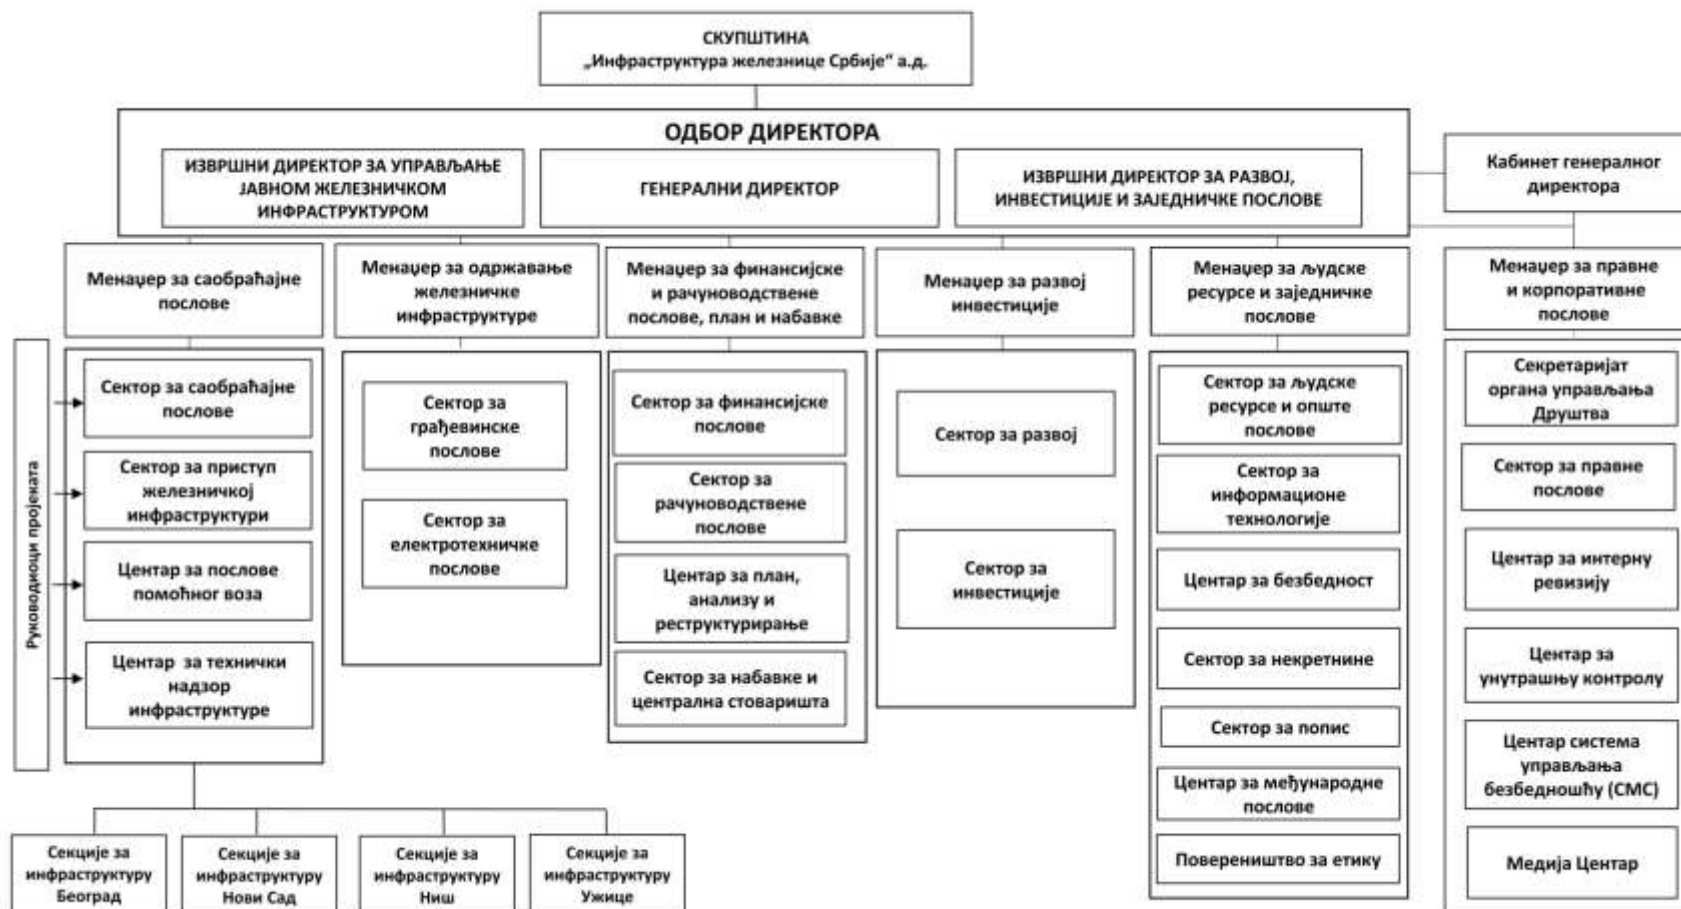 СКУПШТИНА
„Инфраструктура железнице Србије“ а.д.
ОДБОР ДИРЕКТОРА
ИЗВРШНИ ДИРЕКТОР ЗА УПРАВЉАЊЕ
ЈАВНОМ ЖЕЛЕЗНИЧКОМ
ИНФРАСТРУКТУРОМ
ГЕНЕРАЛНИ ДИРЕКТОР
ИЗВРШНИ ДИРЕКТОР ЗА РАЗВОЈ,
ИНВЕСТИЦИЈЕ И ЗАЈЕДНИЧКЕ ПОСЛОВЕ
Кабинет генералног
директора
Менаџер за саобраћајне
послове
Менаџер за одржавање
железничке
инфраструктуре
Менаџер за финансијске
и рачуноводствене
послове, план и набавке
Менаџер за развој
инвестиције
Менаџер за људске
ресурсе и заједничке
послове
Менаџер за правне
и корпоративне
послове
Руководиоци пројеката
Сектор за саобраћајне
послове
Сектор за приступ
железничкој
инфраструктури
Центар за послове
помоћног воза
Центар за технички
надзор
инфраструктуре
Сектор за
грађевинске
послове
Сектор за
електротехничке
послове
Сектор за финансијске
послове
Сектор за
рачуноводствене
послове
Центар за план,
анализу и
реструктурирање
Сектор за набавке и
централна стоваришта
Сектор за развој
Сектор за
инвестиције
Сектор за људске
ресурсе и опште
послове
Сектор за
информационе
технологије
Центар за безбедност
Сектор за некретнине
Сектор за попис
Центар за међународне
послове
Повереништво за етику
Секретаријат
органа управљања
Друштва
Сектор за правне
послове
Центар за интерну
ревизију
Центар за
унутрашњу контролу
Центар система
управљања
безбедношћу (СМС)
Медија Центар
Секције за
инфраструктуру
Београд
Секције за
инфраструктуру
Нови Сад
Секције за
инфраструктуру
Ниш
Секције за
инфраструктуру
Ужице